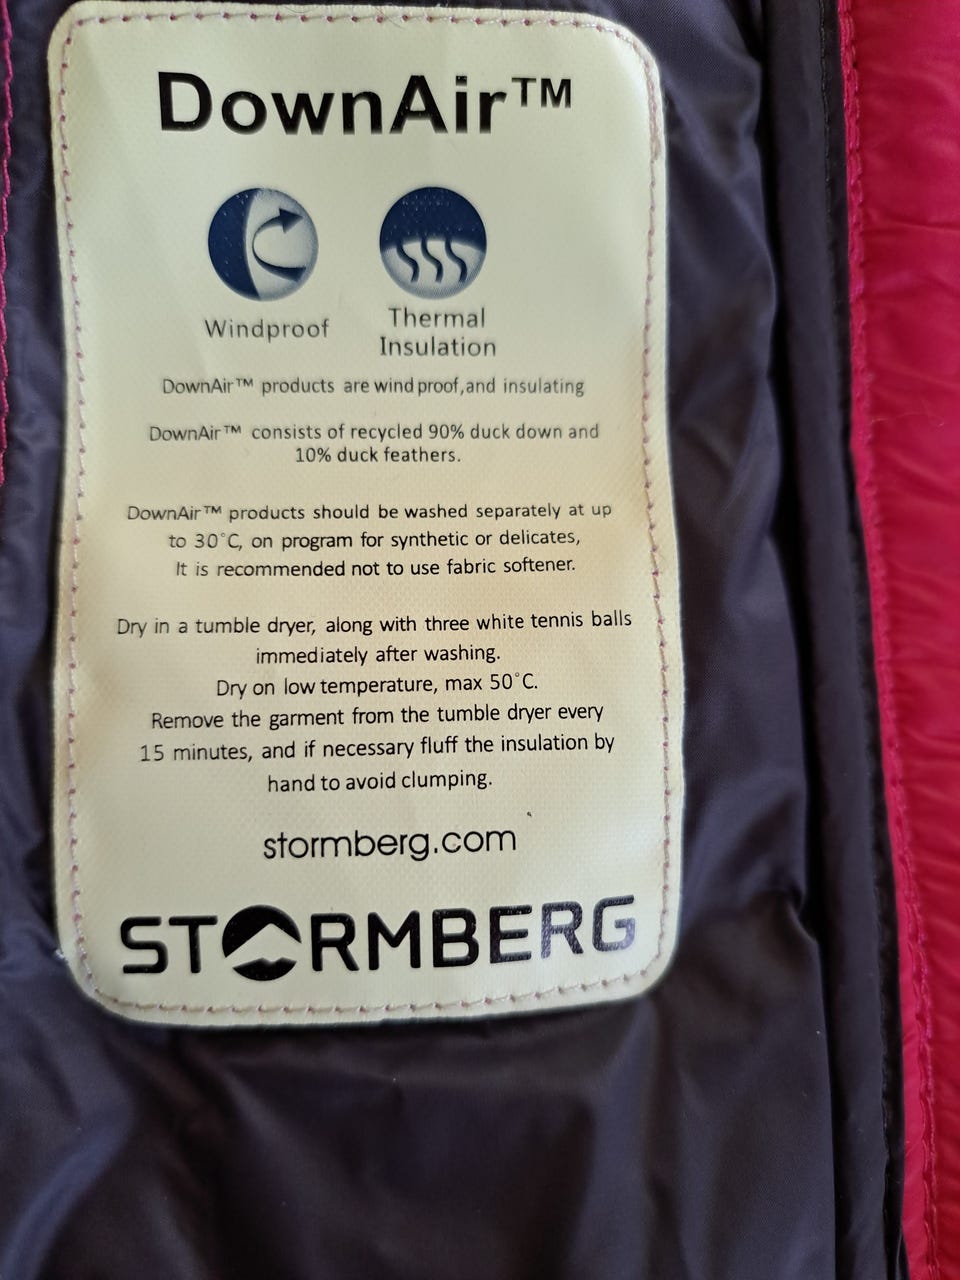 DownAir™
Windproof
Thermal
Insulation
DownAir™ products are windproof,and insulating
DownAir™ consists of recycled 90% duck down and
10% duck feathers.
DownAir™ products should be washed separately at up
to 30°C, on program for synthetic or delicates,
It is recommended not to use fabric softener.
Dry in a tumble dryer, along with three white tennis balls
immediately after washing.
Dry on low temperature, max 50°C.
Remove the garment from the tumble dryer every
15 minutes, and if necessary fluff the insulation by
hand to avoid clumping.
stormberg.com
STORMBERG